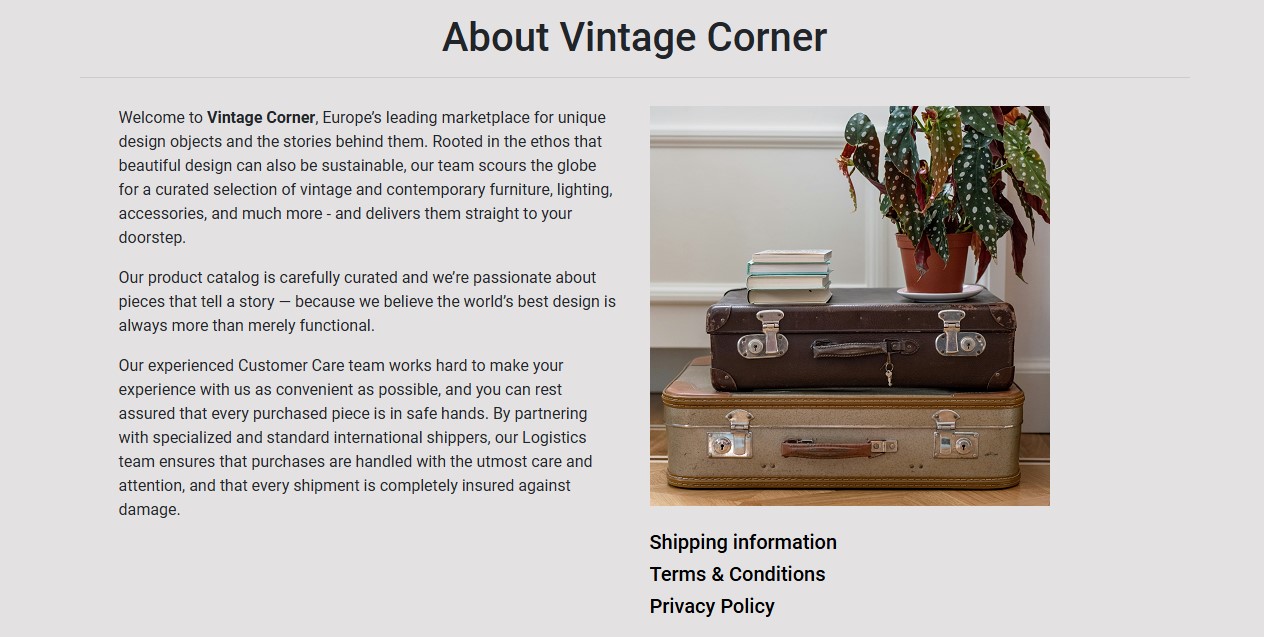 About Vintage Corner
Welcome to Vintage Corner, Europe’s leading marketplace for unique
design objects and the stories behind them. Rooted in the ethos that
beautiful design can also be sustainable, our team scours the globe
for a curated selection of vintage and contemporary furniture, lighting,
accessories, and much more - and delivers them straight to your
doorstep.
Our product catalog is carefully curated and we’re passionate about
pieces that tell a story — because we believe the world’s best design is
always more than merely functional.
Our experienced Customer Care team works hard to make your
experience with us as convenient as possible, and you can rest
assured that every purchased piece is in safe hands. By partnering
with specialized and standard international shippers, our Logistics
team ensures that purchases are handled with the utmost care and
attention, and that every shipment is completely insured against
damage.
Shipping information
Terms & Conditions
Privacy Policy